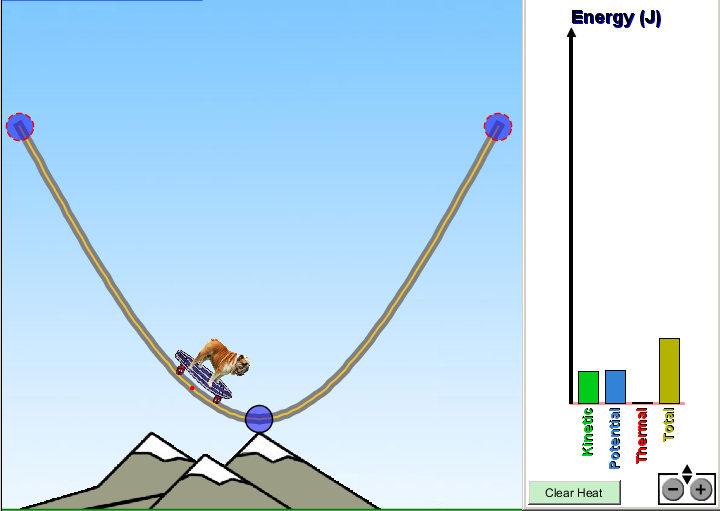 Energy (J)
Kinetic
Potential
Thermal
Total
Clear Heat